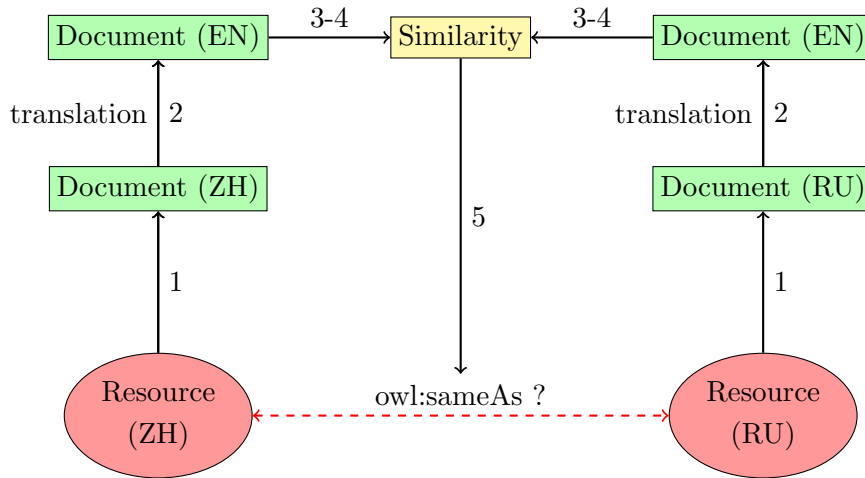 Document (EN)
3-4
Similarity
3-4
Document (EN)
translation
2
translation
2
Document (ZH)
Document (RU)
5
1
1
owl:sameAs ?
Resource
(ZH)
Resource
(RU)